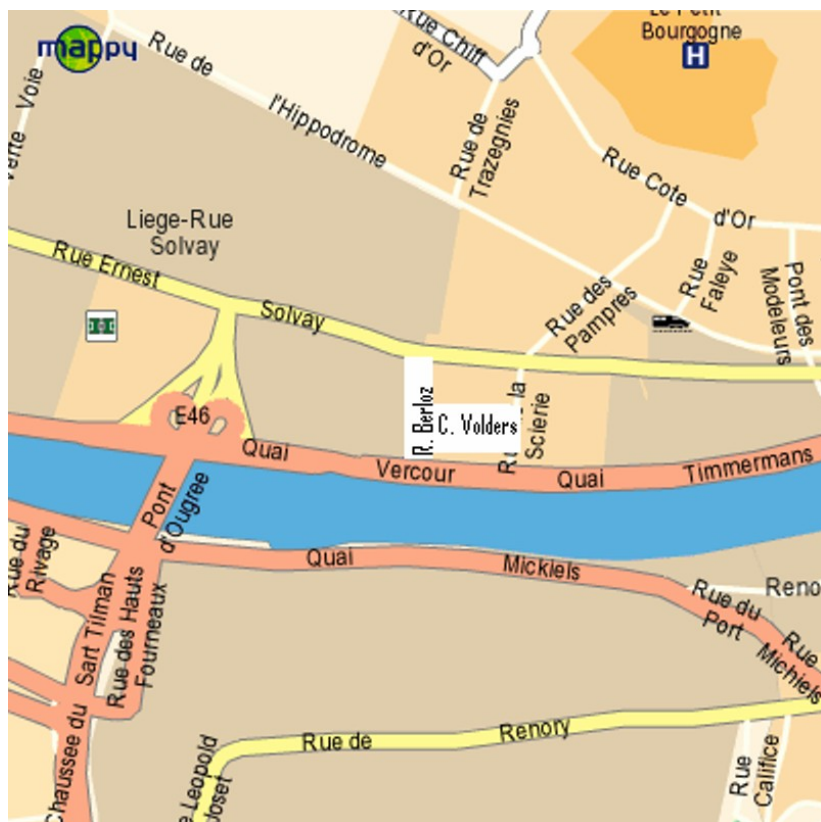 mappy
Rue de
l'Hippodrome
Rue Chiff
d'Or
Le Petit
Bourgogne
H
Verte Voie
Rue de
Trazegnies
Rue Cote
d'Or
Liege-Rue
Solvay
Rue Ernest
Solvay
Rue des
Pampres
Rue
Faleye
Pont des
Modeleurs
R. Berloz
C. Volders
la
Sclerie
E46
Quai
Vercour
Quai
Timmermans
Pont
d'Ougree
Quai
Mickiels
Rue du
Rivage
Reno
Rue du
Port
Rue
Michiels
Chaussee du
Sart Tilman
Rue des Hauts
Fourneaux
Rue de
Renory
Leopold
Rue
Califice